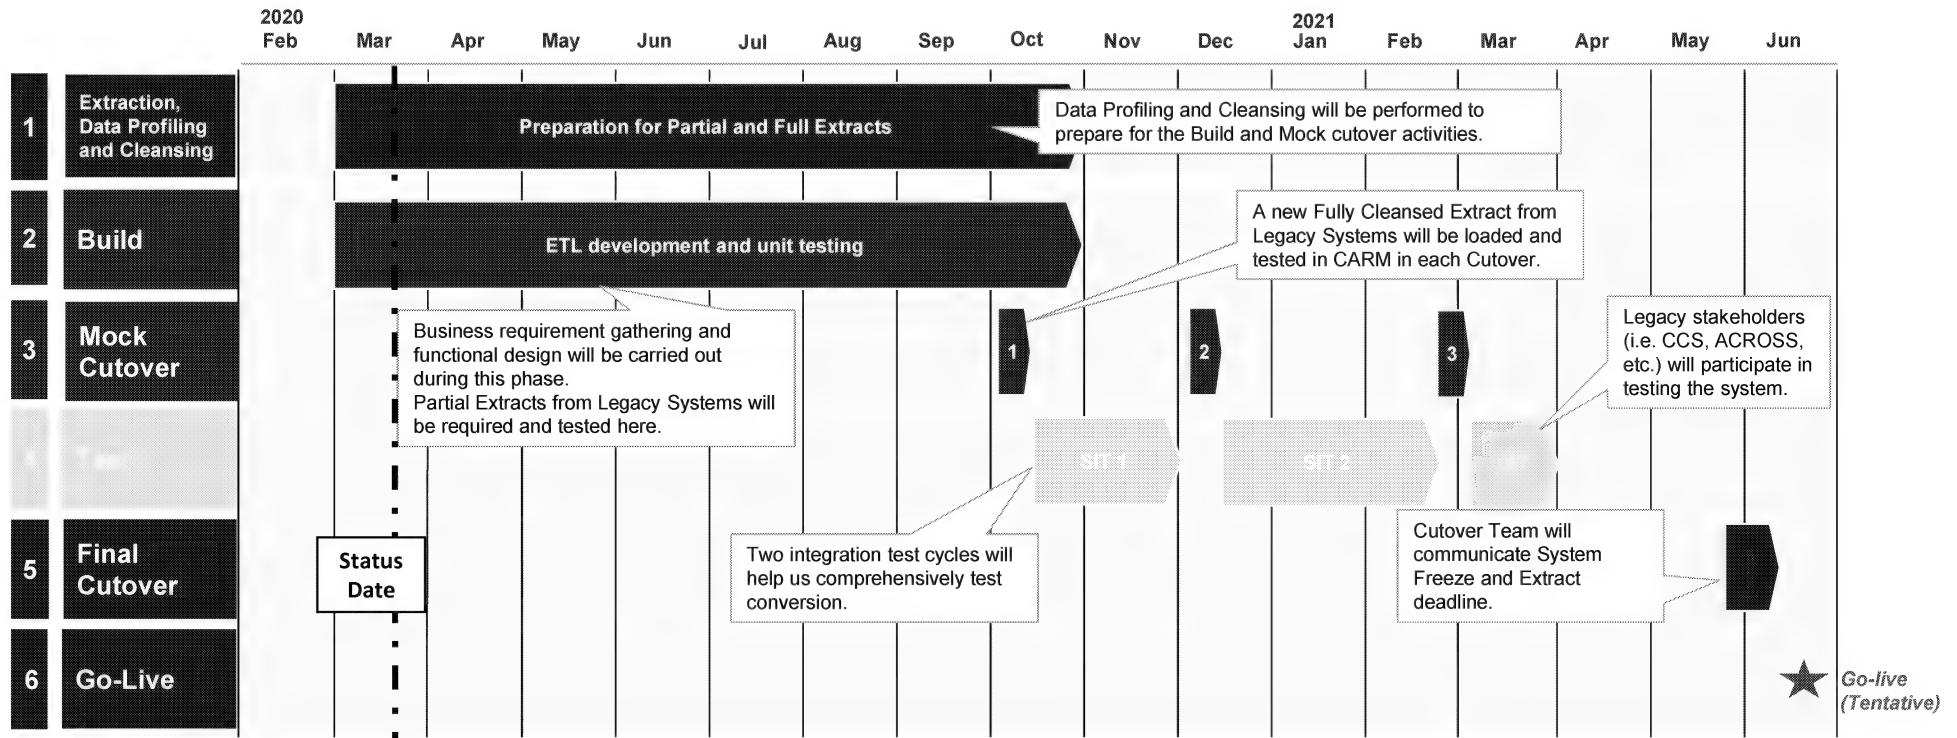 2020
Feb Mar Apr May Jun Jul Aug Sep Oct Nov Dec
2021
Jan Feb Mar Apr May Jun
1
Extraction,
Data Profiling
and Cleansing
Preparation for Partial and Full Extracts
Data Profiling and Cleansing will be performed to
prepare for the Build and Mock cutover activities.
2
Build
ETL development and unit testing
A new Fully Cleansed Extract from
Legacy Systems will be loaded and
tested in CARM in each Cutover.
Business requirement gathering and
functional design will be carried out
during this phase.
Partial Extracts from Legacy Systems will
be required and tested here.
3
Mock
Cutover
1
2
3
Legacy stakeholders
(i.e. CCS, ACROSS,
etc.) will participate in
testing the system.
SIT 1
SIT 2
Two integration test cycles will
help us comprehensively test
conversion.
5
Final
Cutover
Status
Date
Cutover Team will
communicate System
Freeze and Extract
deadline.
6
Go-Live
Go-live
(Tentative)